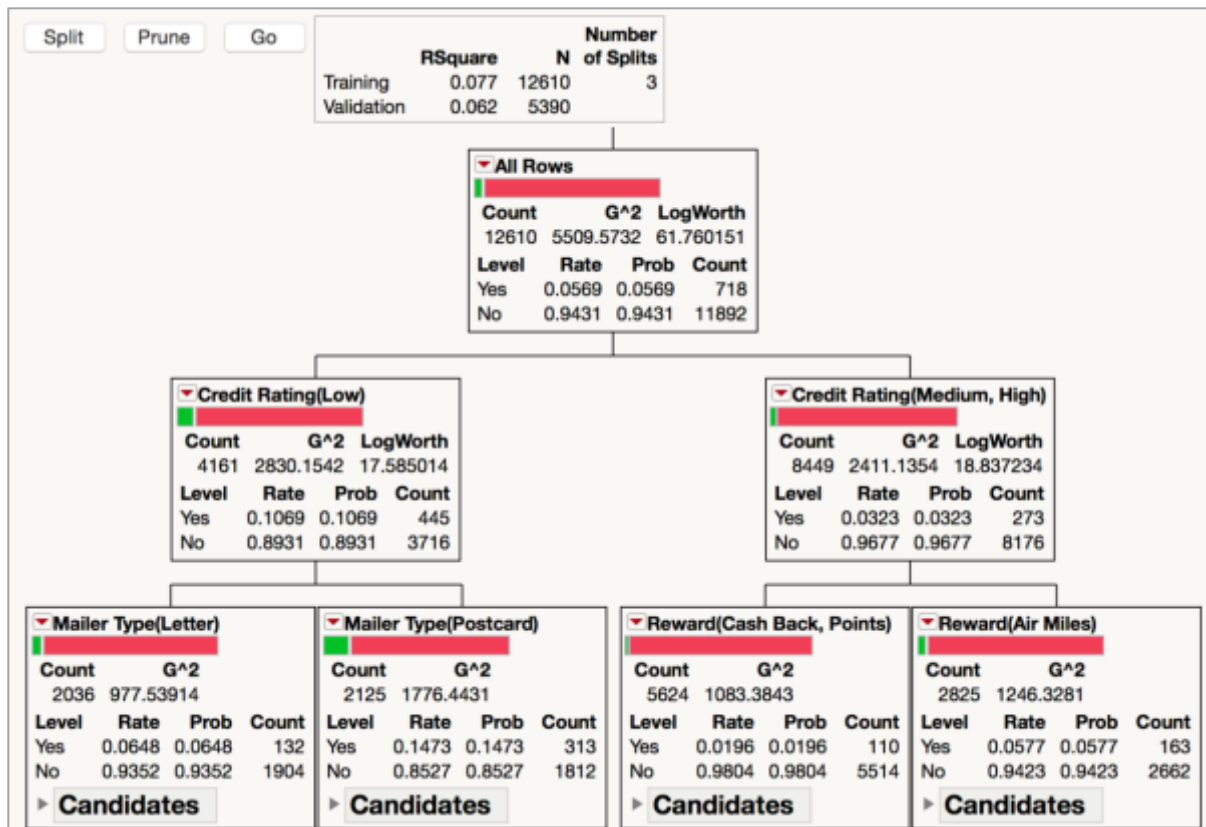 Split Prune Go
Number
RSquare N of Splits
Training 0.077 12610 3
Validation 0.062 5390
All Rows
Count G^2 LogWorth
12610 5509.5732 61.760151
Level Rate Prob Count
Yes 0.0569 0.0569 718
No 0.9431 0.9431 11892
Credit Rating(Low)
Count G^2 LogWorth
4161 2830.1542 17.585014
Level Rate Prob Count
Yes 0.1069 0.1069 445
No 0.8931 0.8931 3716
Credit Rating(Medium, High)
Count G^2 LogWorth
8449 2411.1354 18.837234
Level Rate Prob Count
Yes 0.0323 0.0323 273
No 0.9677 0.9677 8176
Mailer Type(Letter)
Count G^2
2036 977.53914
Level Rate Prob Count
Yes 0.0648 0.0648 132
No 0.9352 0.9352 1904
Candidates
Mailer Type(Postcard)
Count G^2
2125 1776.4431
Level Rate Prob Count
Yes 0.1473 0.1473 313
No 0.8527 0.8527 1812
Candidates
Reward(Cash Back, Points)
Count G^2
5624 1083.3843
Level Rate Prob Count
Yes 0.0196 0.0196 110
No 0.9804 0.9804 5514
Candidates
Reward(Air Miles)
Count G^2
2825 1246.3281
Level Rate Prob Count
Yes 0.0577 0.0577 163
No 0.9423 0.9423 2662
Candidates